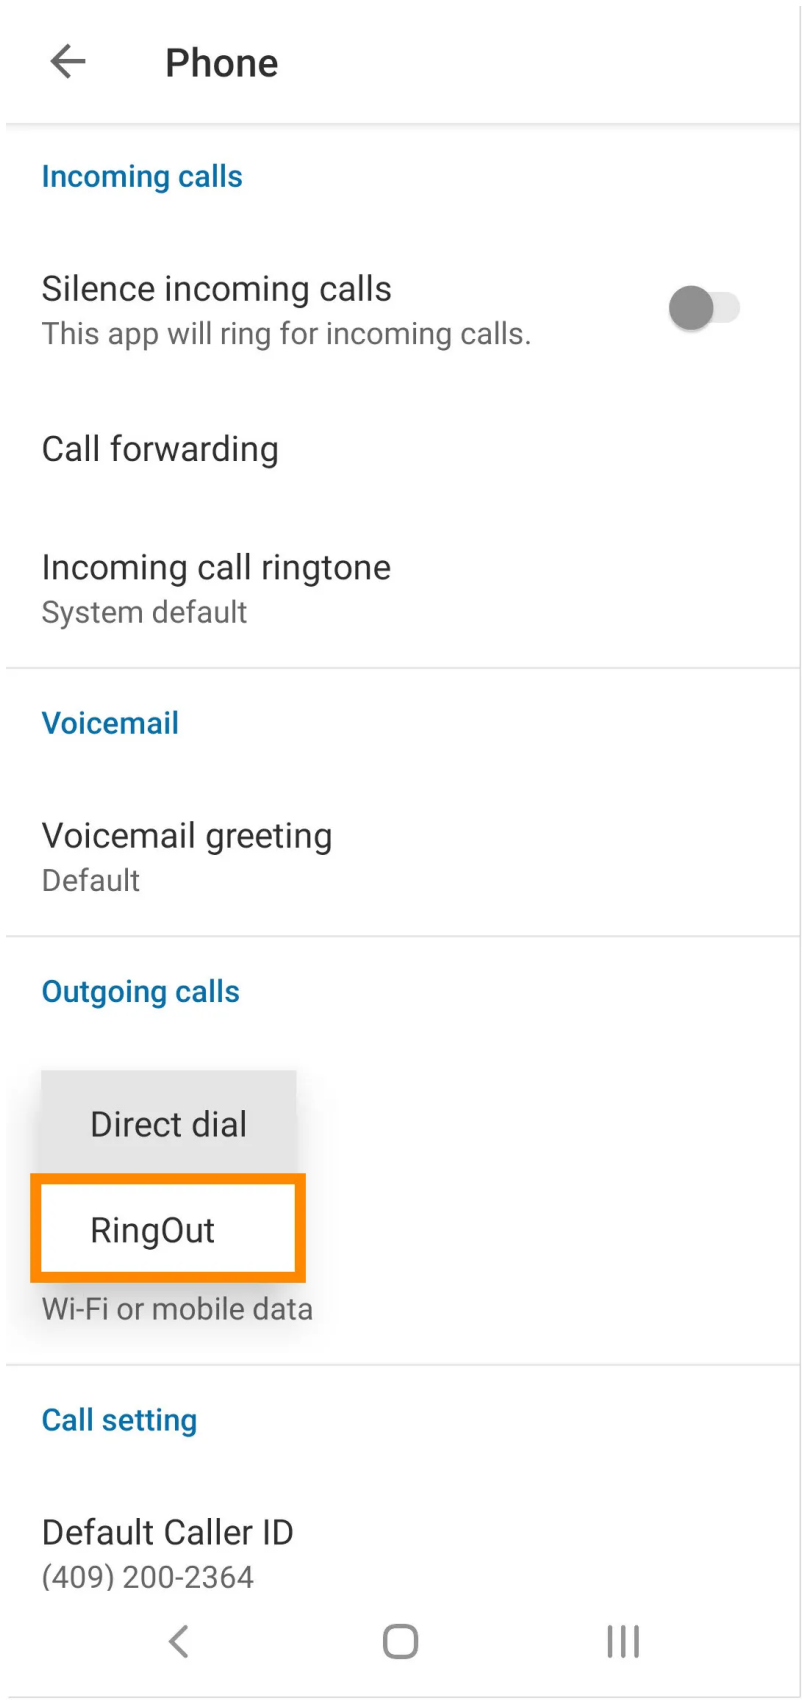 Phone
Incoming calls
Silence incoming calls
This app will ring for incoming calls.
Call forwarding
Incoming call ringtone
System default
Voicemail
Voicemail greeting
Default
Outgoing calls
Direct dial
RingOut
Wi-Fi or mobile data
Call setting
Default Caller ID
(409) 200-2364